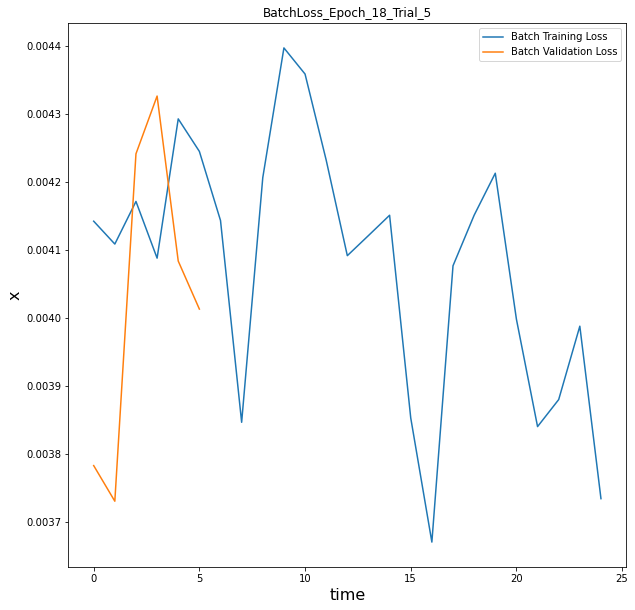 BatchLoss_Epoch_18_Trial_5
Batch Training Loss
Batch Validation Loss
0.0044
0.0043
0.0042
0.0041
0.0040
0.0039
0.0038
0.0037
x
0 5 10 15 20 25
time